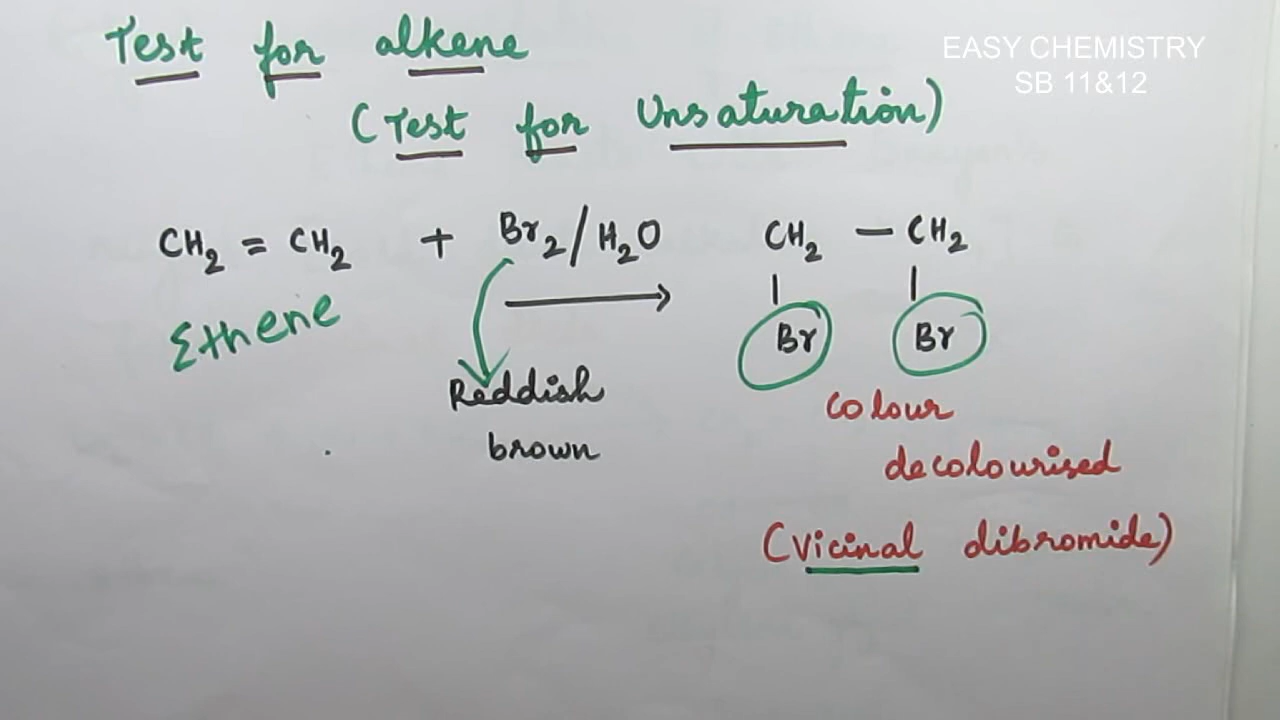 Test for alkene
EASY CHEMISTRY
SB 11&12
(Test for Unsaturation)
CH₂ = CH₂ + Br₂/H₂O ⟶ CH₂ — CH₂
Ethene
Br Br
Reddish
brown
Colour
decolourised
(Vicinal dibromide)